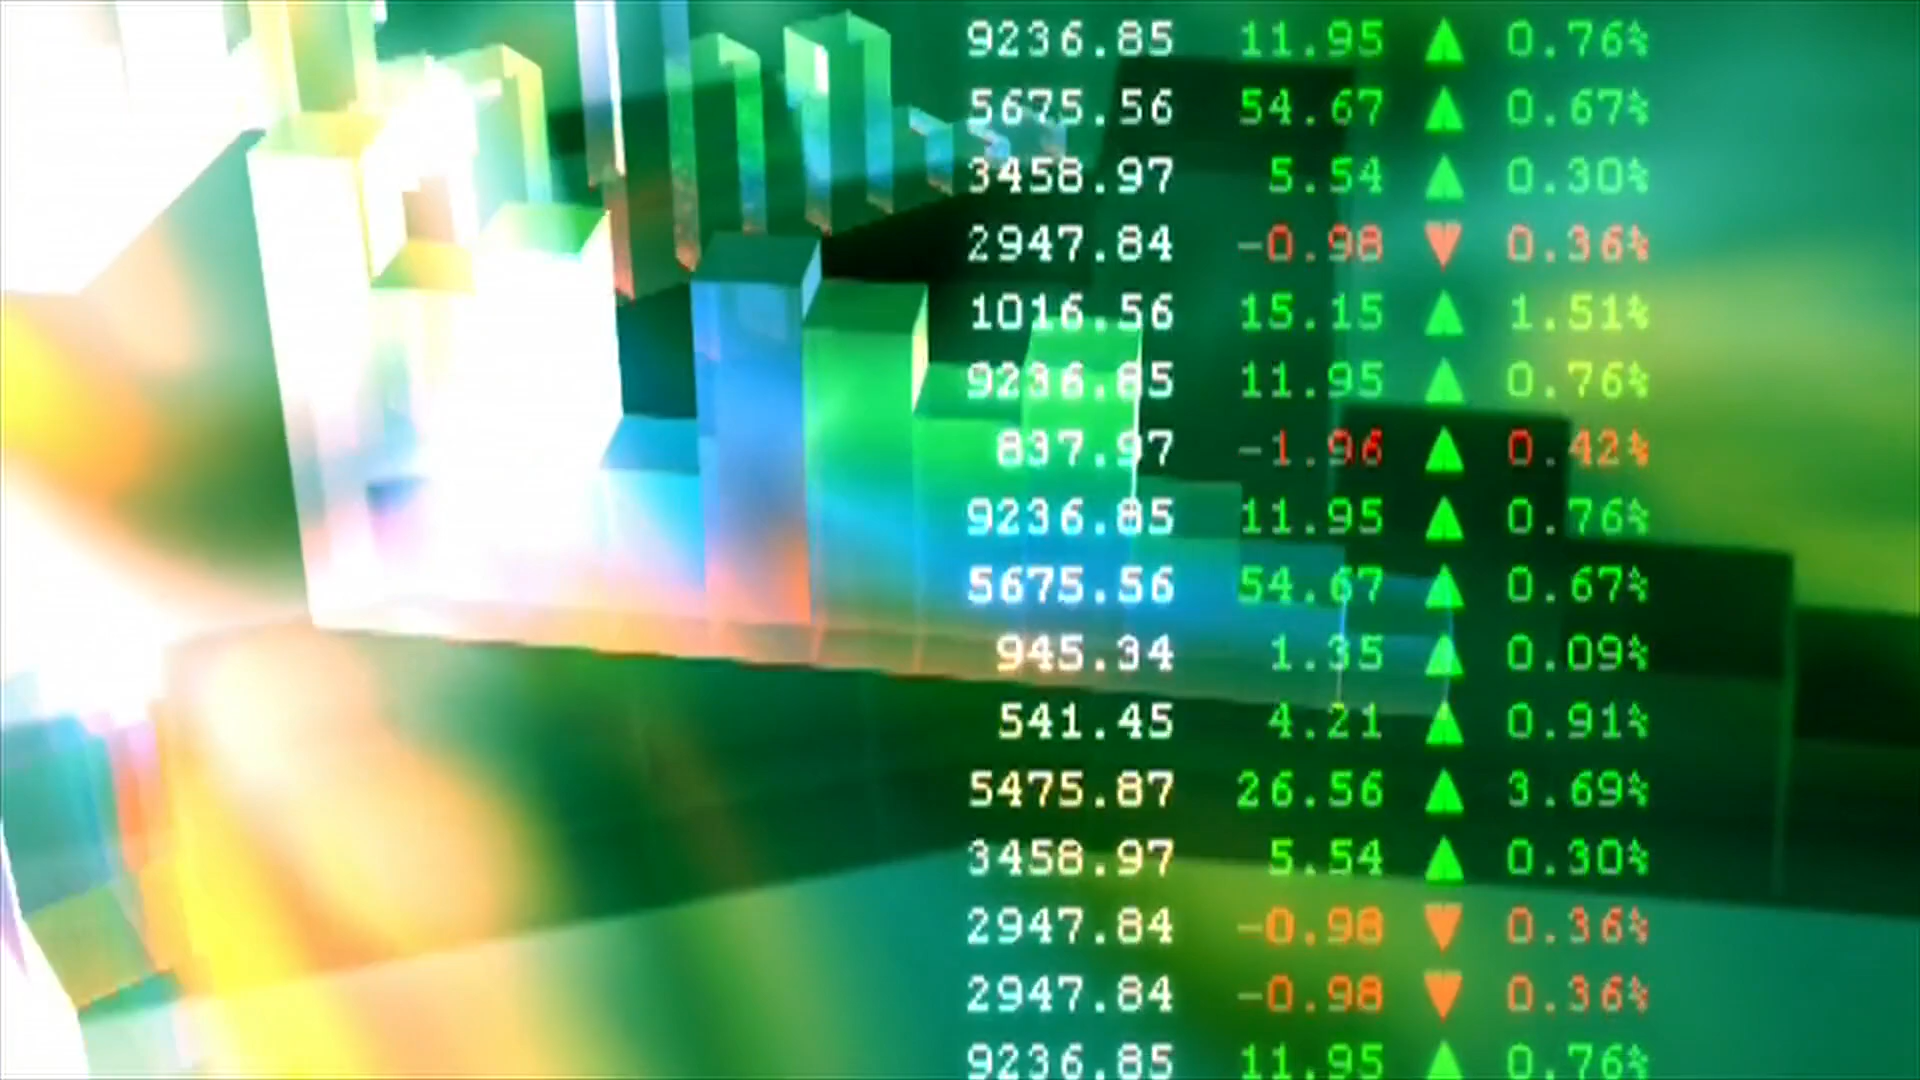 9236.85 11.95 ▲ 0.76%
5675.56 54.67 ▲ 0.67%
3458.97 5.54 ▲ 0.30%
2947.84 -0.98 ▼ 0.36%
1016.56 15.15 ▲ 1.51%
9236.85 11.95 ▲ 0.76%
837.97 -1.96 ▲ 0.42%
9236.85 11.95 ▲ 0.76%
5675.56 54.67 ▲ 0.67%
945.34 1.35 ▲ 0.09%
541.45 4.21 ▲ 0.91%
5475.87 26.56 ▲ 3.69%
3458.97 5.54 ▲ 0.30%
2947.84 -0.98 ▼ 0.36%
2947.84 -0.98 ▼ 0.36%
9236.85 11.95 ▲ 0.76%